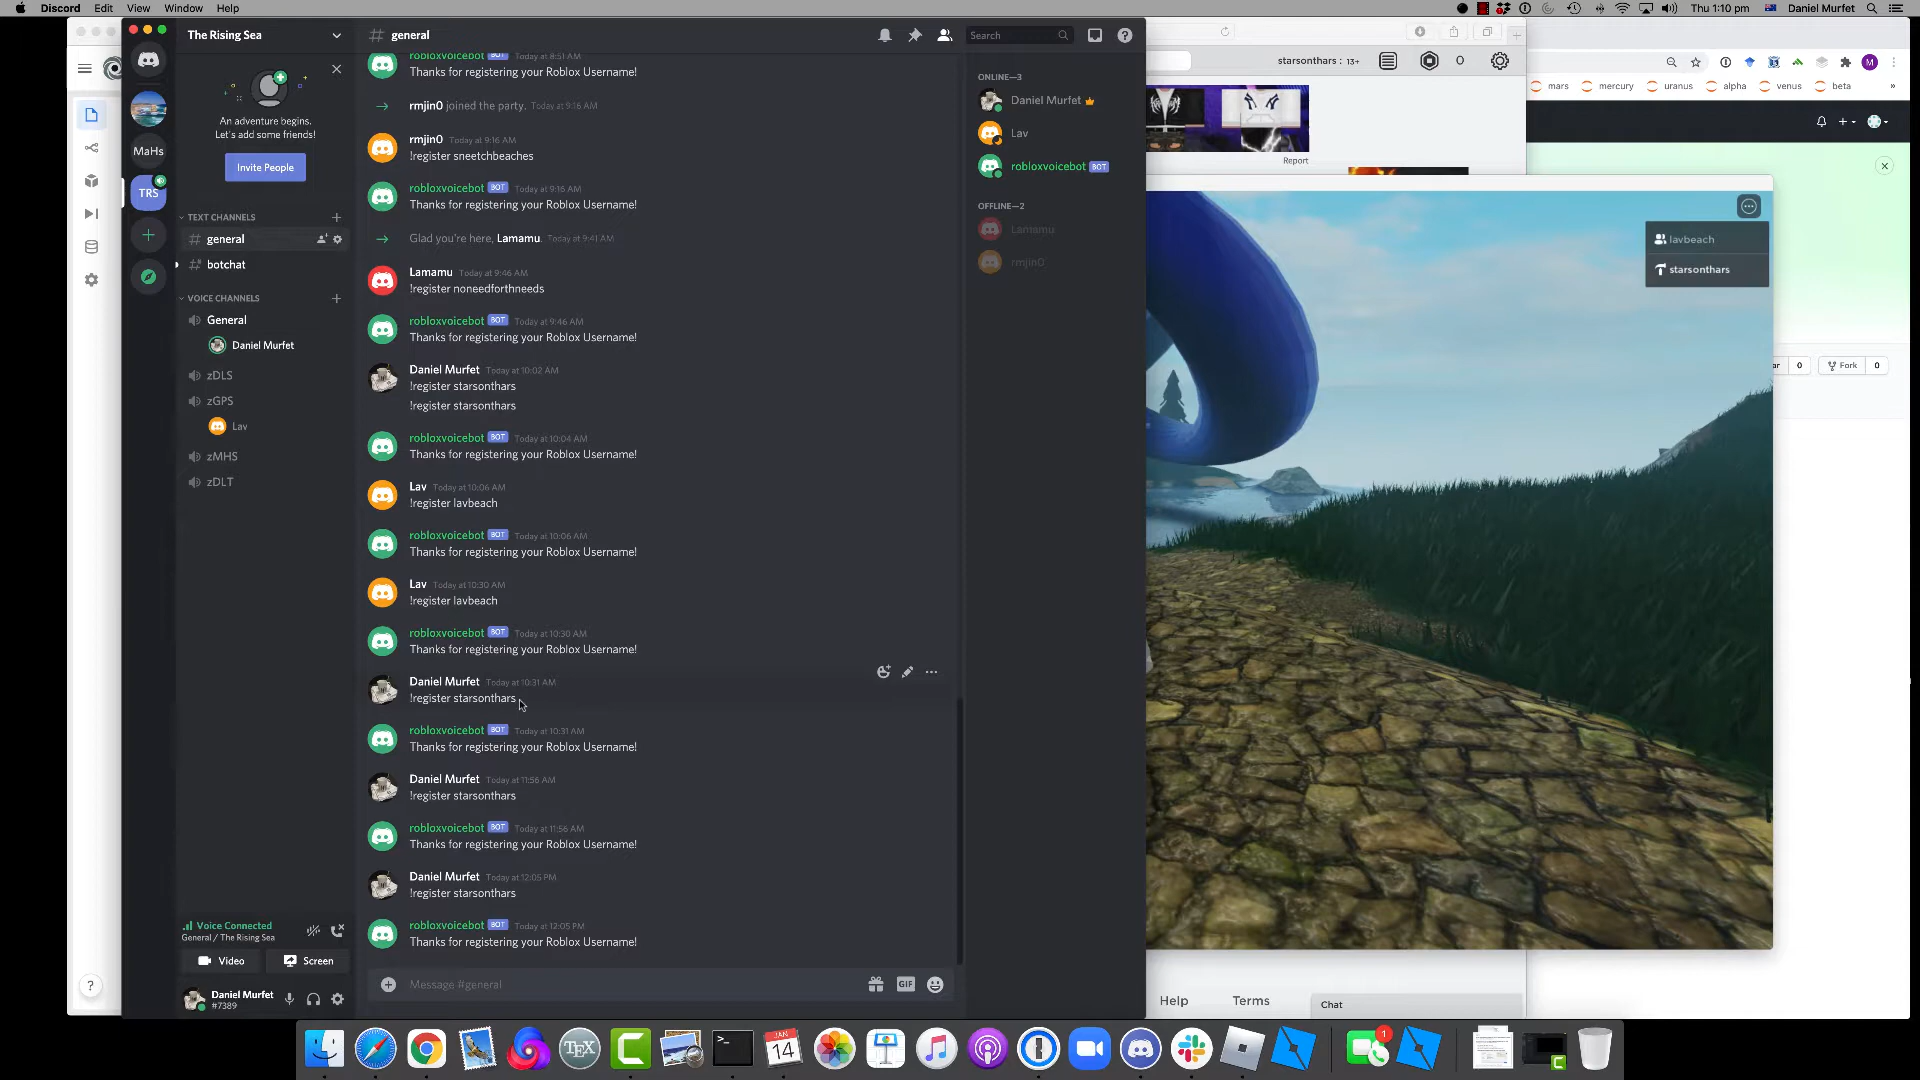 Discord Edit View Window Help
Thu 1:10 pm Daniel Murfet
The Rising Sea
An adventure begins.
Let's add some friends!
Invite People
MaHs
TRS
TEXT CHANNELS
general
botchat
VOICE CHANNELS
General
Daniel Murfet
zDLS
zGPS
Lav
zMHS
zDLT
Voice Connected
General / The Rising Sea
Video Screen
Daniel Murfet
#7389
# general
Search
robloxvoicebot BOT Today at 8:51 AM
Thanks for registering your Roblox Username!
rmjin0 joined the party. Today at 9:16 AM
rmjin0 Today at 9:16 AM
!register sneetchbeaches
robloxvoicebot BOT Today at 9:16 AM
Thanks for registering your Roblox Username!
Glad you're here, Lamamu. Today at 9:41 AM
Lamamu Today at 9:46 AM
!register noneedforthneeds
robloxvoicebot BOT Today at 9:46 AM
Thanks for registering your Roblox Username!
Daniel Murfet Today at 10:02 AM
!register starsonthars
!register starsonthars
robloxvoicebot BOT Today at 10:04 AM
Thanks for registering your Roblox Username!
Lav Today at 10:06 AM
!register lavbeach
robloxvoicebot BOT Today at 10:06 AM
Thanks for registering your Roblox Username!
Lav Today at 10:30 AM
!register lavbeach
robloxvoicebot BOT Today at 10:30 AM
Thanks for registering your Roblox Username!
Daniel Murfet Today at 10:31 AM
!register starsonthars
robloxvoicebot BOT Today at 10:31 AM
Thanks for registering your Roblox Username!
Daniel Murfet Today at 11:56 AM
!register starsonthars
robloxvoicebot BOT Today at 11:56 AM
Thanks for registering your Roblox Username!
Daniel Murfet Today at 12:05 PM
!register starsonthars
robloxvoicebot BOT Today at 12:05 PM
Thanks for registering your Roblox Username!
Message #general
GIF
ONLINE—3
Daniel Murfet
Lav
robloxvoicebot BOT
OFFLINE—2
Lamamu
rmjin0
starsonthars : 13+
0
Report
lavbeach
starsonthars
Help Terms
Chat
M
mars mercury uranus alpha venus beta
ar 0 Fork 0
JAN
14
TEX
1